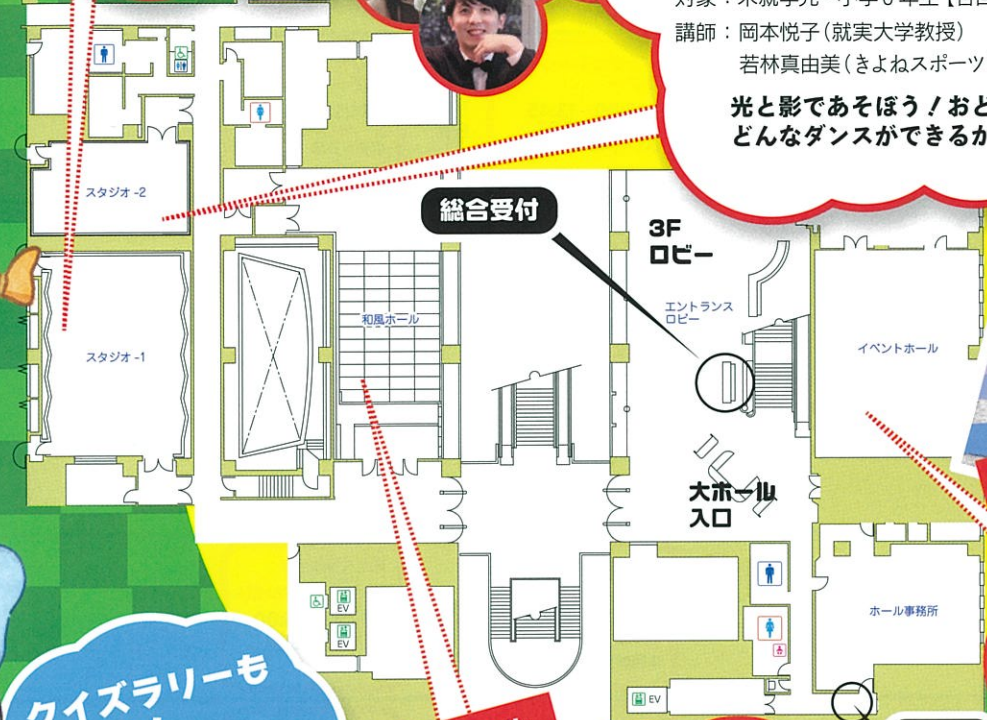 講師：岡本悦子（就実大学教授）
若林真由美（きよねスポーツ
光と影であそぼう！おど
どんなダンスができるか
総合受付
3F
ロビー
スタジオ-2
エントランス
ロビー
和風ホール
スタジオ-1
イベントホール
大ホール
入口
ホール事務所
EV
EV
EV
クイズラリーも